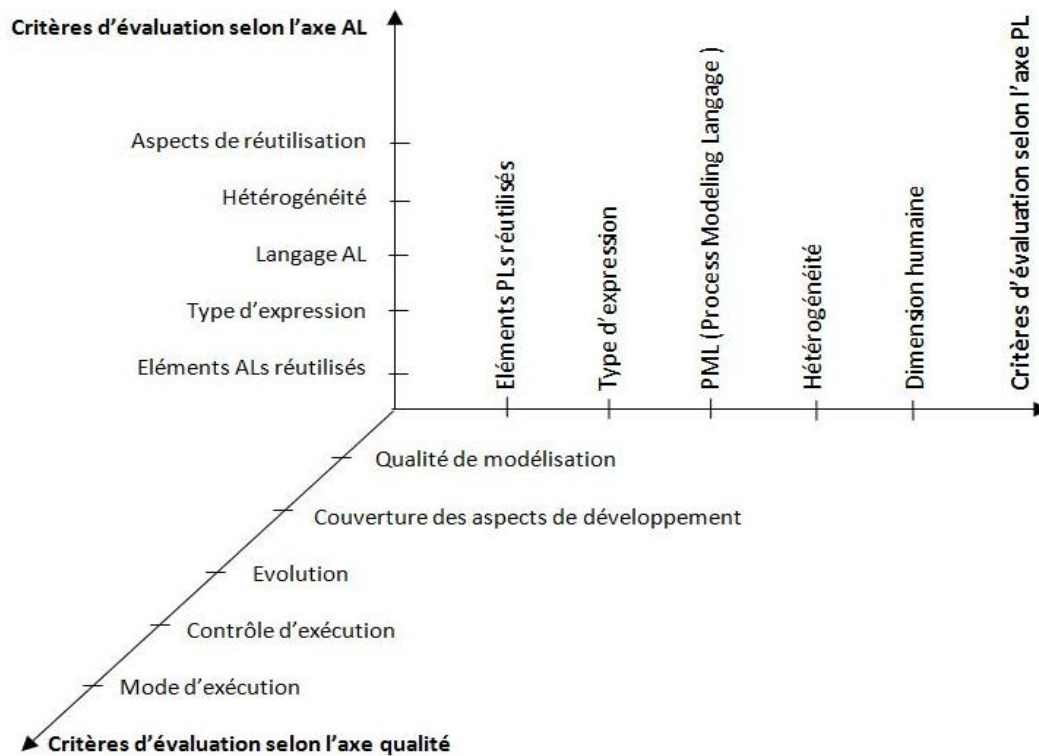 Critères d'évaluation selon l'axe AL
Aspects de réutilisation
Hétérogénéité
Langage AL
Type d'expression
Eléments ALs réutilisés
Eléments PLs réutilisés
Type d'expression
PML ( Process Modeling Langage )
Hétérogénéité
Dimension humaine
Critères d'évaluation selon l'axe PL
Qualité de modélisation
Couverture des aspects de développement
Evolution
Contrôle d'exécution
Mode d'exécution
Critères d'évaluation selon l'axe qualité